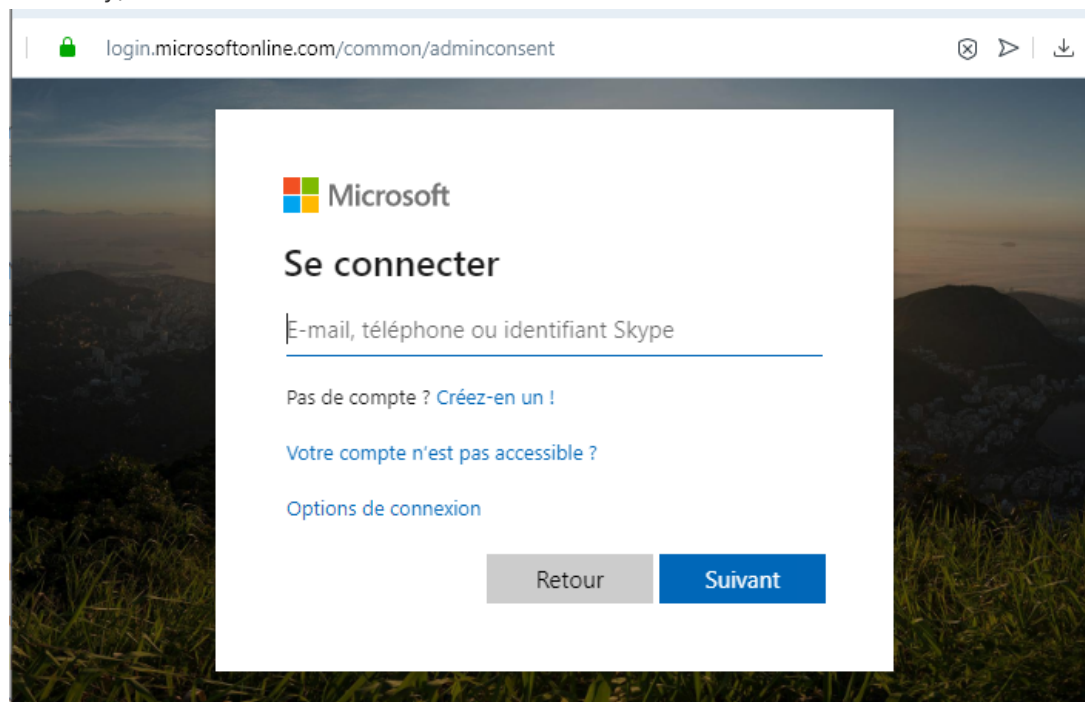 login.microsoftonline.com/common/adminconsent
Microsoft
Se connecter
E-mail, téléphone ou identifiant Skype
Pas de compte ? Créez-en un !
Votre compte n'est pas accessible ?
Options de connexion
Retour Suivant